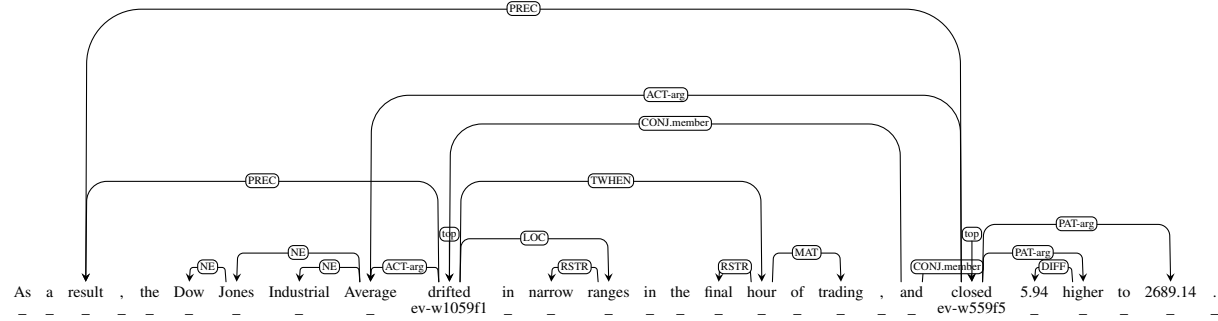 PREC
ACT-arg
CONJ.member
PREC TWHEN
top LOC top PAT-arg
NE MAT PAT-arg
NE NE ACT-arg RSTR RSTR CONJ.member DIFF
As a result , the Dow Jones Industrial Average drifted in narrow ranges in the final hour of trading , and closed 5.94 higher to 2689.14 .
_ _ _ _ _ _ _ _ _ ev-w1059f1 _ _ _ _ _ _ _ _ _ _ _ ev-w559f5 _ _ _ _ _